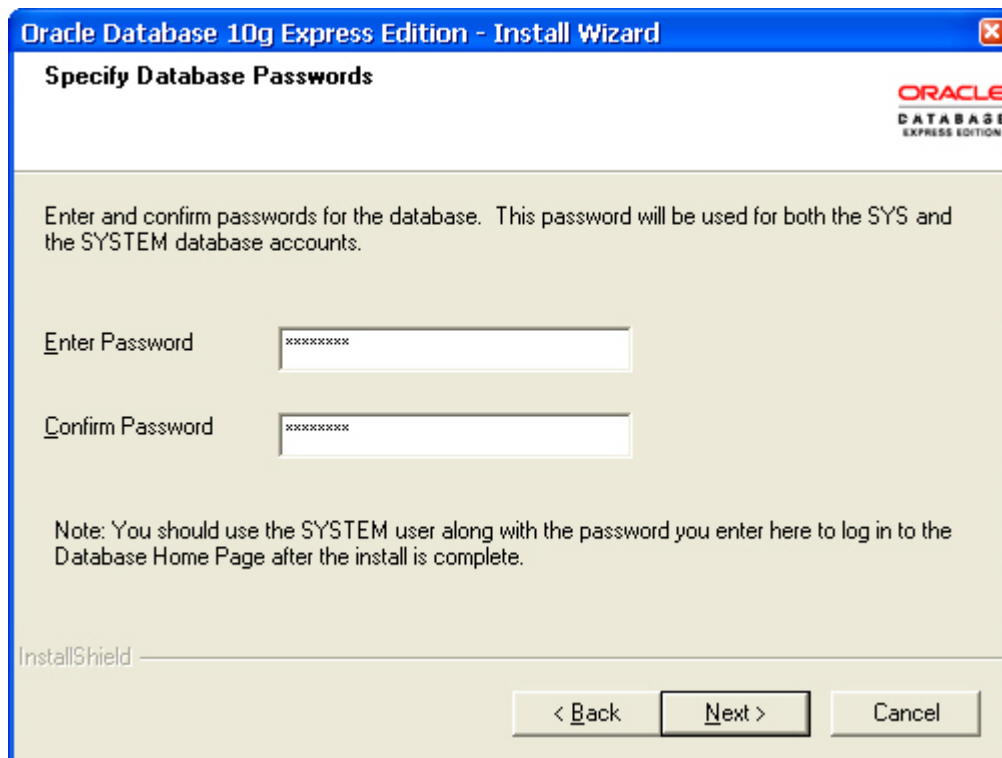 Oracle Database 10g Express Edition - Install Wizard
Specify Database Passwords
ORACLE
DATABASE
EXPRESS EDITION
Enter and confirm passwords for the database.  This password will be used for both the SYS and
the SYSTEM database accounts.
Enter Password
xxxxxxxx
Confirm Password
xxxxxxxx
Note: You should use the SYSTEM user along with the password you enter here to log in to the
Database Home Page after the install is complete.
InstallShield
< Back
Next >
Cancel